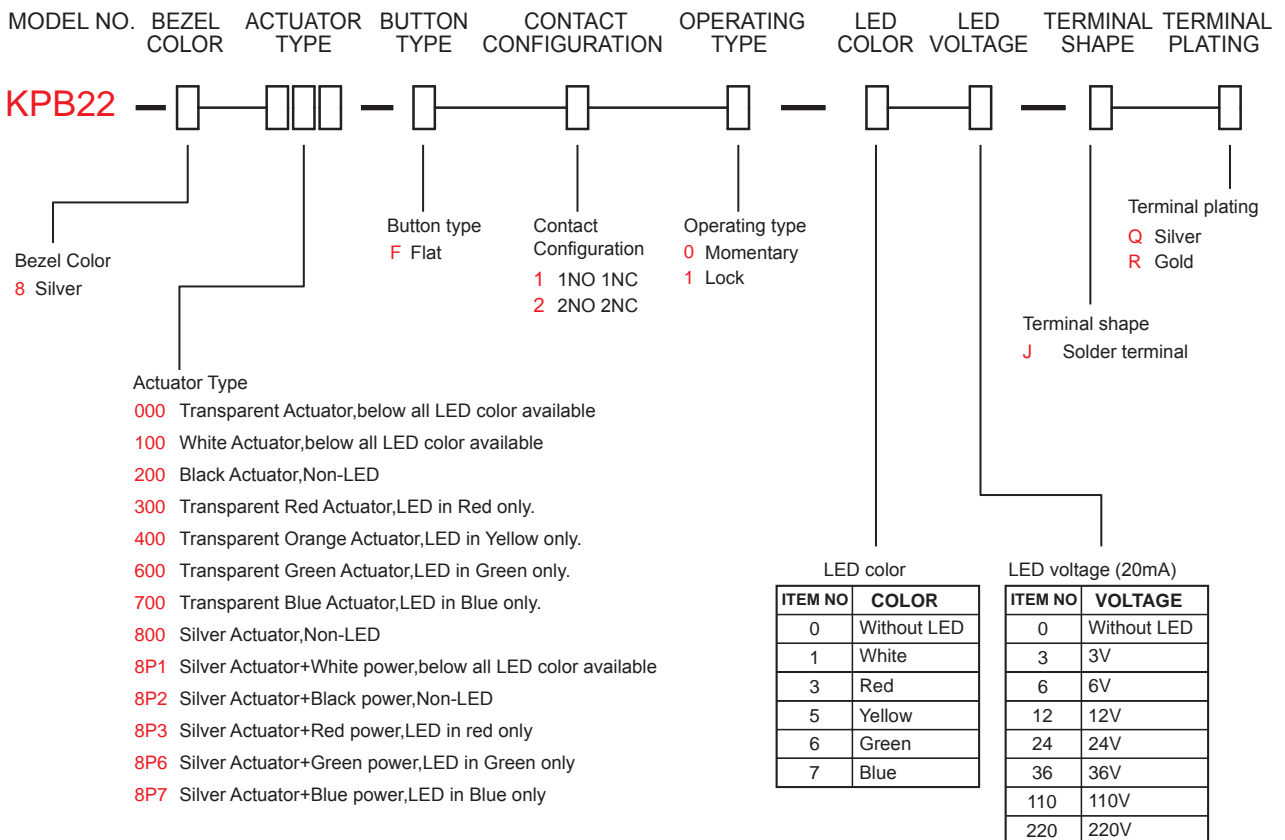 MODEL NO. BEZEL COLOR ACTUATOR TYPE BUTTON TYPE CONTACT CONFIGURATION OPERATING TYPE LED COLOR LED VOLTAGE TERMINAL SHAPE TERMINAL PLATING
KPB22
Bezel Color
8 Silver
Button type
F Flat
Contact
Configuration
1 1NO 1NC
2 2NO 2NC
Operating type
0 Momentary
1 Lock
Terminal plating
Q Silver
R Gold
Terminal shape
J Solder terminal
Actuator Type
000 Transparent Actuator,below all LED color available
100 White Actuator,below all LED color available
200 Black Actuator,Non-LED
300 Transparent Red Actuator,LED in Red only.
400 Transparent Orange Actuator,LED in Yellow only.
600 Transparent Green Actuator,LED in Green only.
700 Transparent Blue Actuator,LED in Blue only.
800 Silver Actuator,Non-LED
8P1 Silver Actuator+White power,below all LED color available
8P2 Silver Actuator+Black power,Non-LED
8P3 Silver Actuator+Red power,LED in red only
8P6 Silver Actuator+Green power,LED in Green only
8P7 Silver Actuator+Blue power,LED in Blue only
LED color
ITEM NO COLOR
0 Without LED
1 White
3 Red
5 Yellow
6 Green
7 Blue
LED voltage (20mA)
ITEM NO VOLTAGE
0 Without LED
3 3V
6 6V
12 12V
24 24V
36 36V
110 110V
220 220V